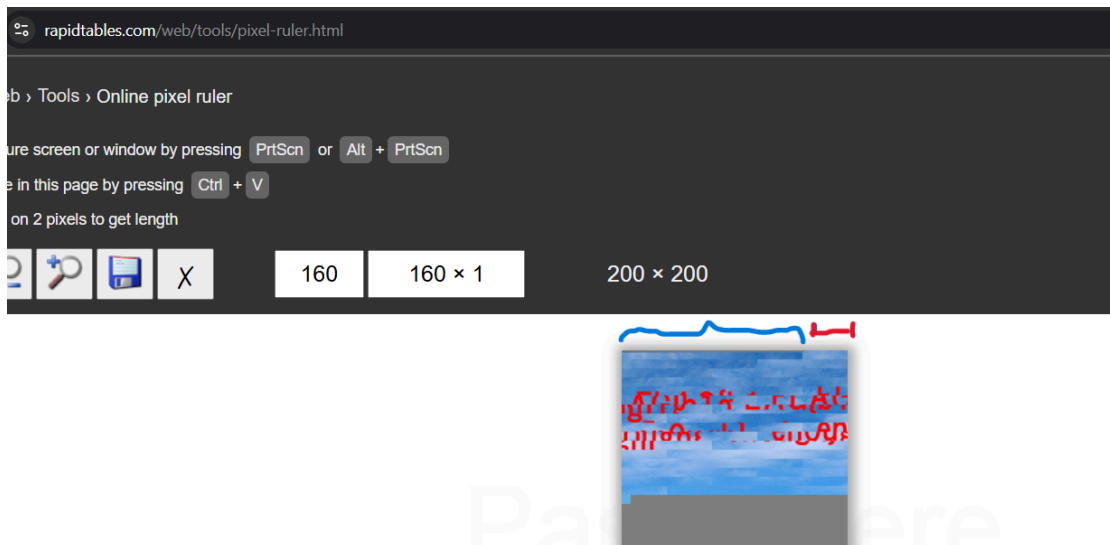 rapidtables.com/web/tools/pixel-ruler.html
eb › Tools › Online pixel ruler
ure screen or window by pressing PrtScn or Alt + PrtScn
e in this page by pressing Ctrl + V
on 2 pixels to get length
X 160 160 × 1 200 × 200
Pas ere